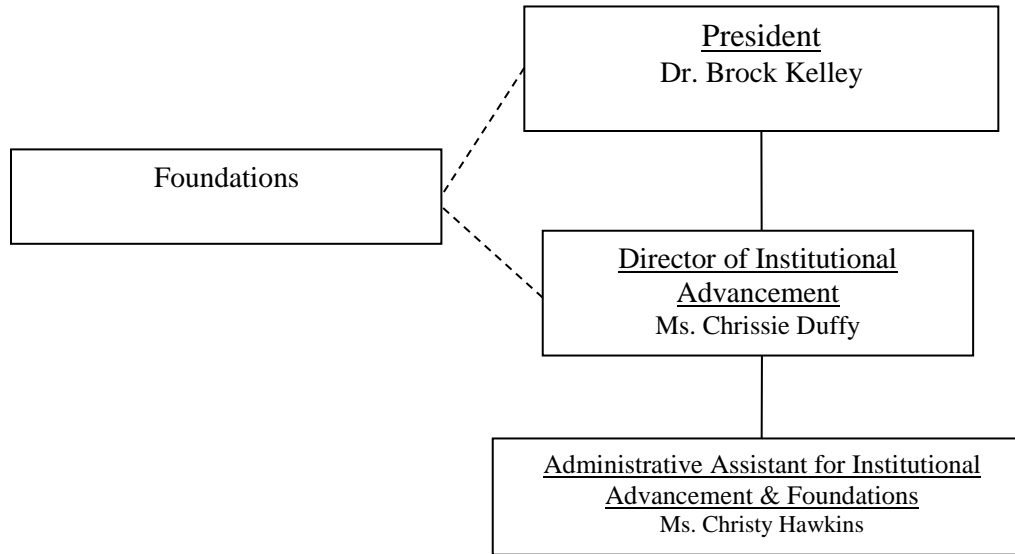 President
Dr. Brock Kelley
Foundations
Director of Institutional
Advancement
Ms. Chrissie Duffy
Administrative Assistant for Institutional
Advancement & Foundations
Ms. Christy Hawkins